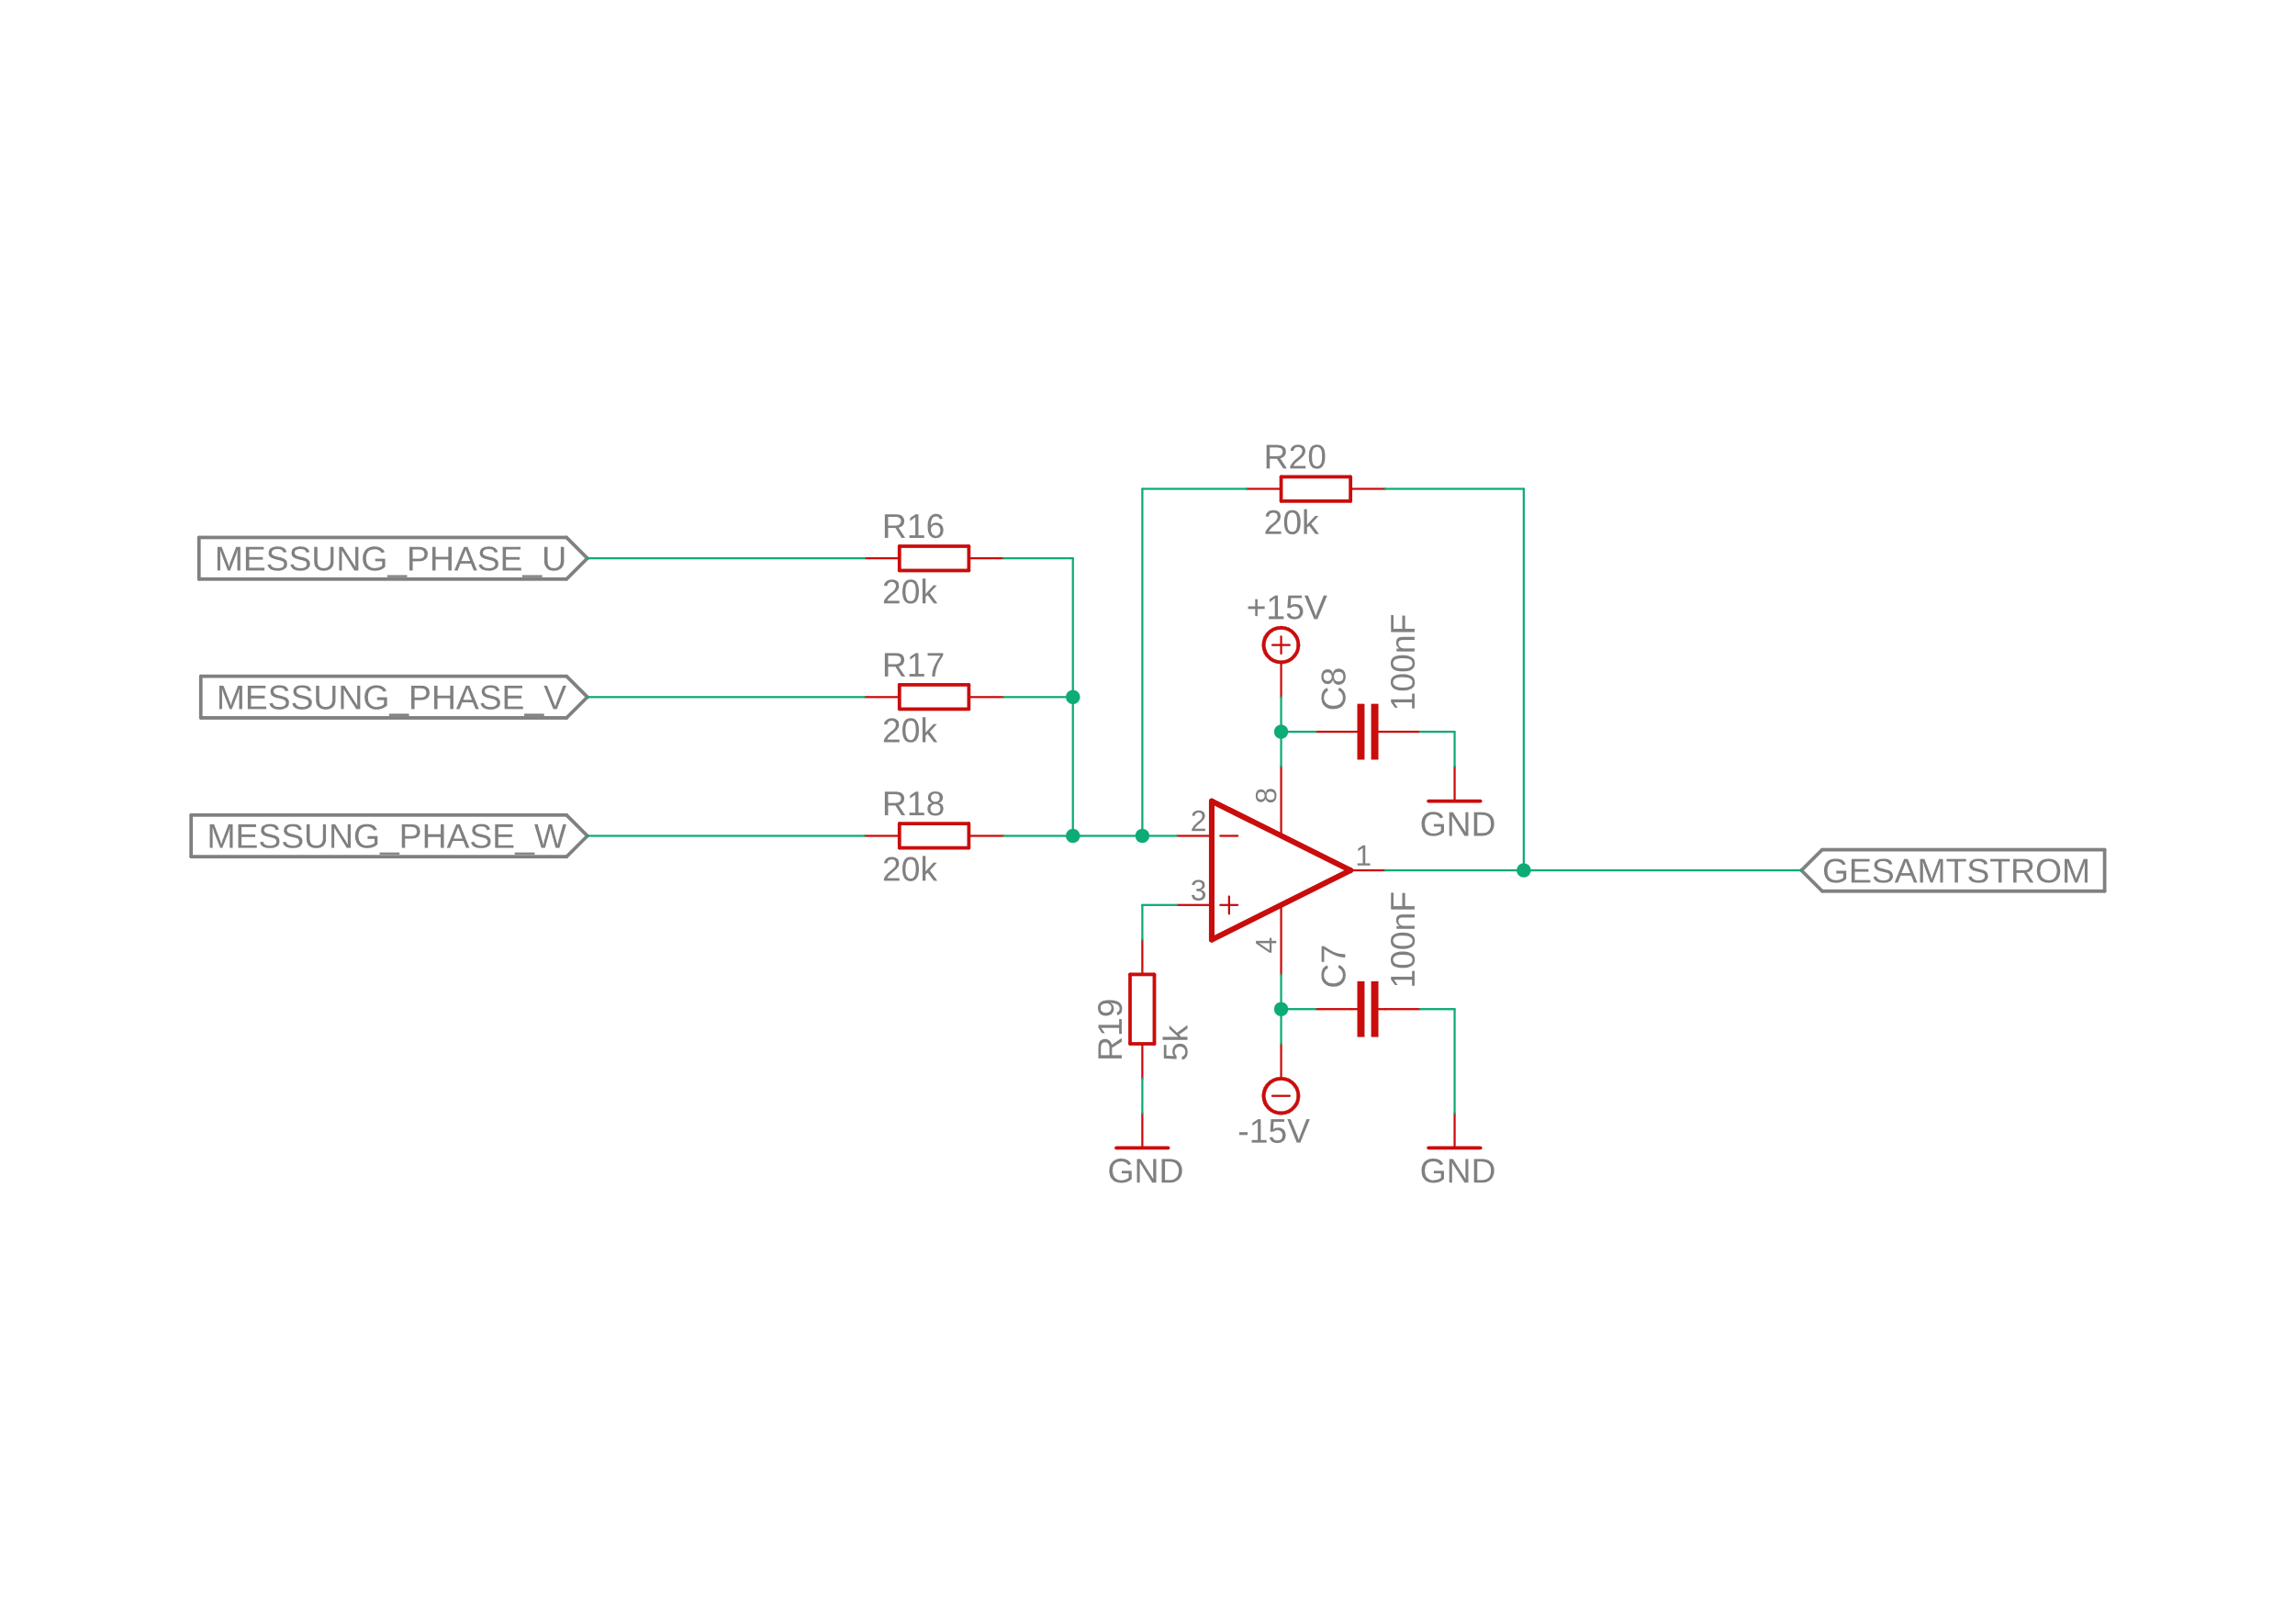 R20
20k
R16
MESSUNG_PHASE_U
20k
+15V
R17
MESSUNG_PHASE_V
20k
C8
100nF
R18
MESSUNG_PHASE_W
20k
8
2
3
1
4
GND
GESAMTSTROM
C7
100nF
R19
5k
-15V
GND
GND